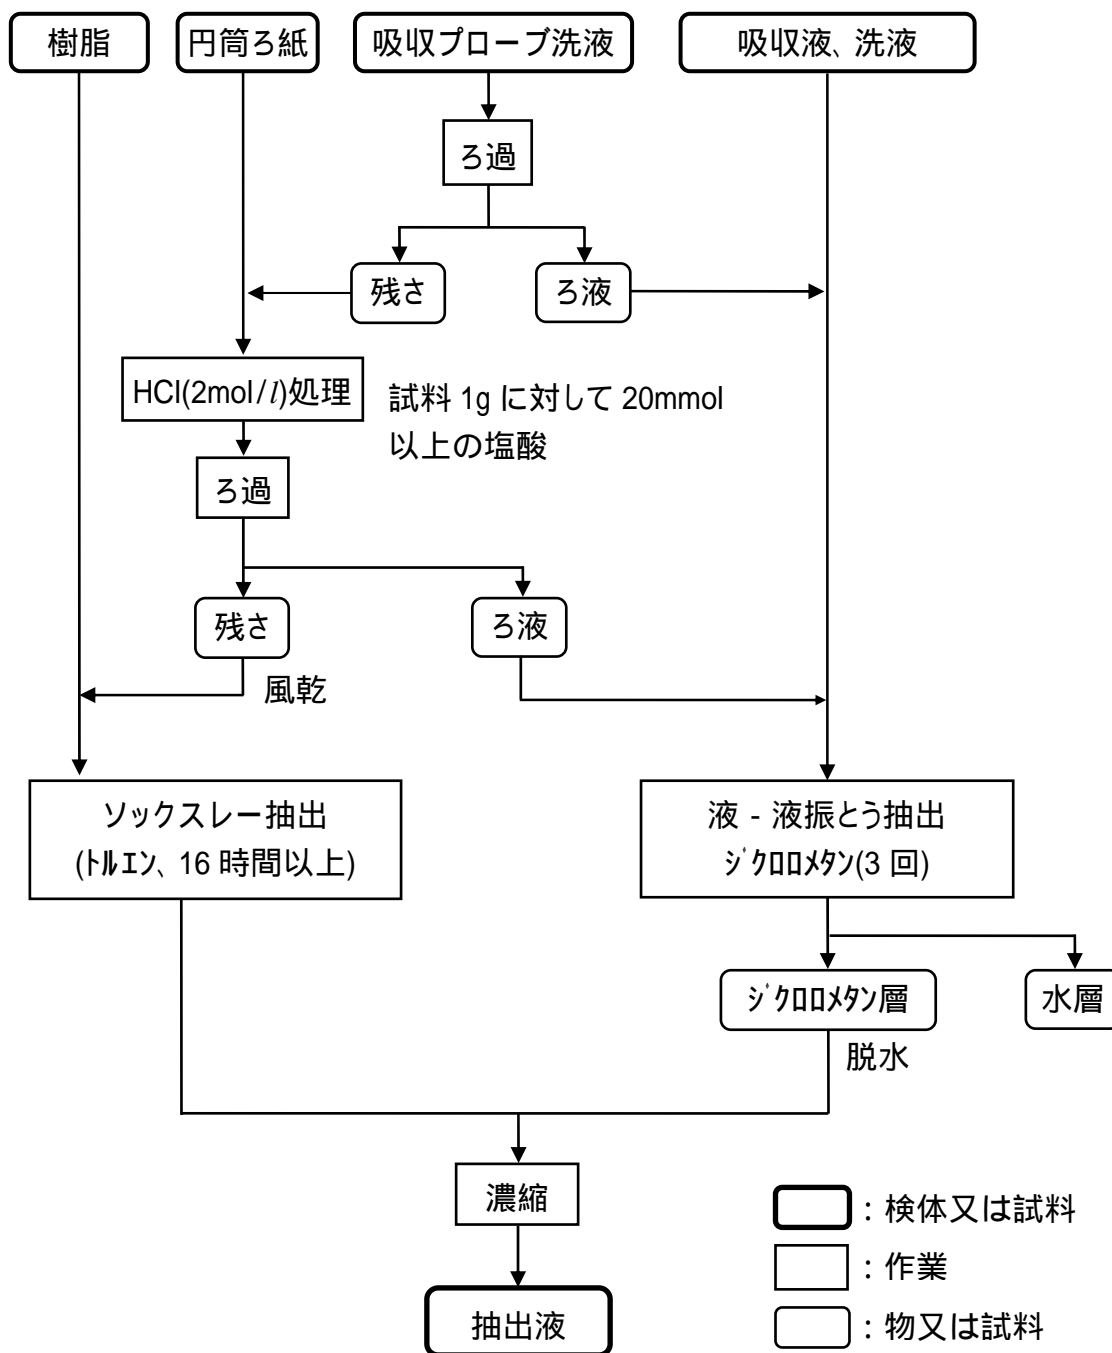 樹脂
円筒ろ紙
吸収プローブ洗液
吸収液、洗液
ろ過
残さ
ろ液
HCl(2mol/l)処理
試料 1g に対して 20mmol
以上の塩酸
ろ過
残さ
ろ液
風乾
ソックスレー抽出
(ﾄﾙｴﾝ、16 時間以上)
液 - 液振とう抽出
ｼﾞｸﾛﾛﾒﾀﾝ(3 回)
ｼﾞｸﾛﾛﾒﾀﾝ層
水層
脱水
濃縮
抽出液
：検体又は試料
：作業
：物又は試料